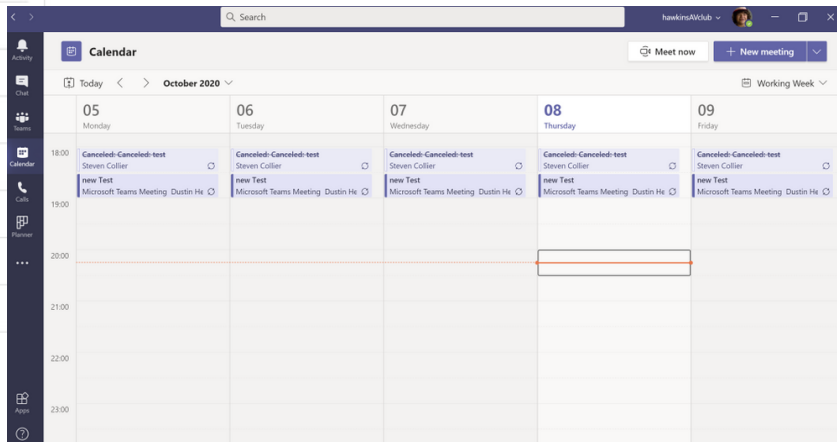 Search
hawkinsAVclub
Activity
Chat
Teams
Calendar
Calls
Planner
Apps
Calendar
Meet now
+ New meeting
Today
October 2020
Working Week
05
Monday
06
Tuesday
07
Wednesday
08
Thursday
09
Friday
18:00
19:00
20:00
21:00
22:00
23:00
Canceled: Canceled: test
Steven Collier
new Test
Microsoft Teams Meeting Dustin He
Canceled: Canceled: test
Steven Collier
new Test
Microsoft Teams Meeting Dustin He
Canceled: Canceled: test
Steven Collier
new Test
Microsoft Teams Meeting Dustin He
Canceled: Canceled: test
Steven Collier
new Test
Microsoft Teams Meeting Dustin He
Canceled: Canceled: test
Steven Collier
new Test
Microsoft Teams Meeting Dustin He